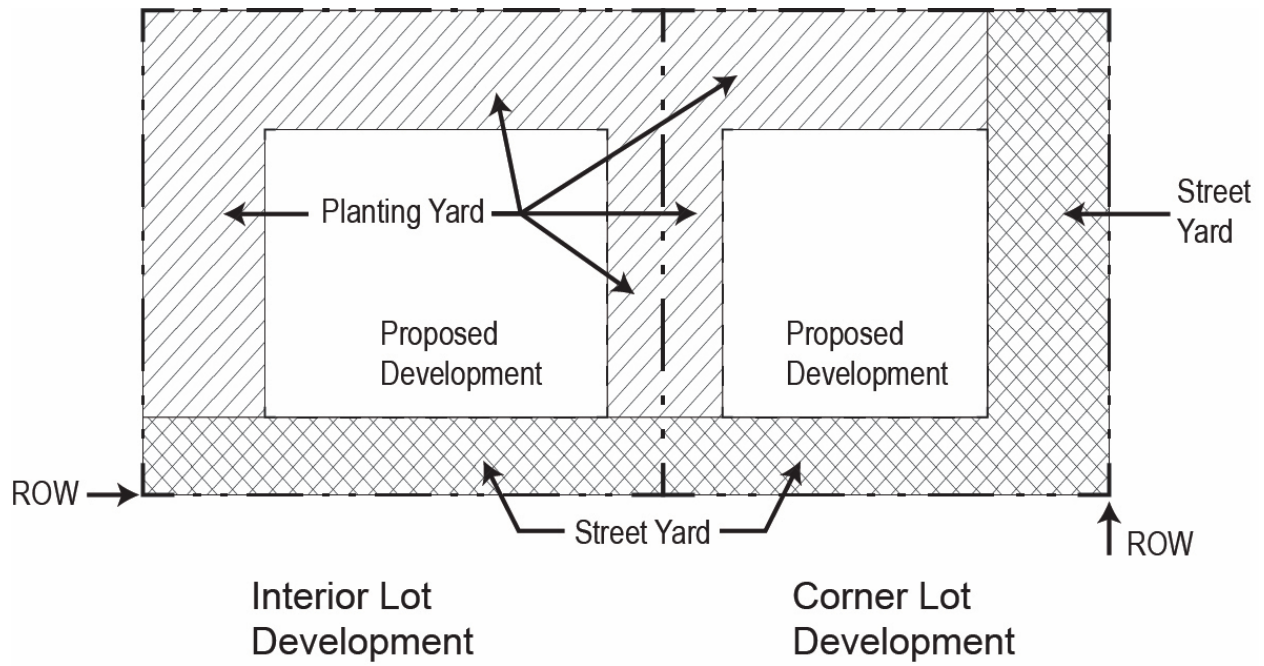 Planting Yard
Street
Yard
Proposed
Development
Proposed
Development
ROW
Street Yard
ROW
Interior Lot
Development
Corner Lot
Development